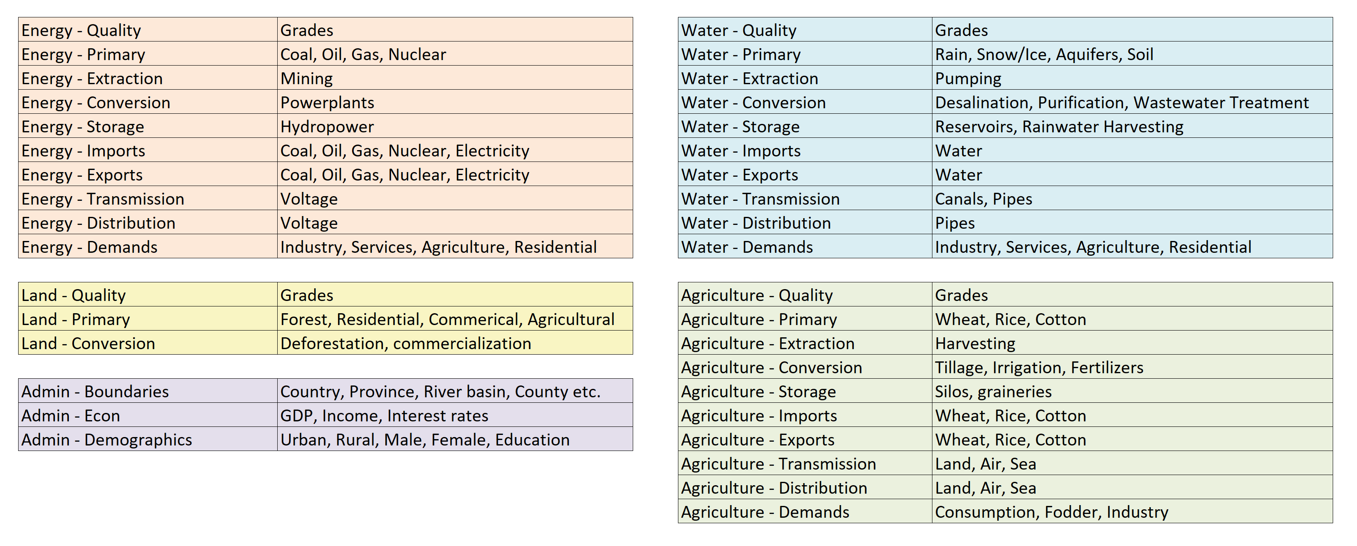 Energy - Quality Grades
Energy - Primary Coal, Oil, Gas, Nuclear
Energy - Extraction Mining
Energy - Conversion Powerplants
Energy - Storage Hydropower
Energy - Imports Coal, Oil, Gas, Nuclear, Electricity
Energy - Exports Coal, Oil, Gas, Nuclear, Electricity
Energy - Transmission Voltage
Energy - Distribution Voltage
Energy - Demands Industry, Services, Agriculture, Residential
Land - Quality Grades
Land - Primary Forest, Residential, Commerical, Agricultural
Land - Conversion Deforestation, commercialization
Admin - Boundaries Country, Province, River basin, County etc.
Admin - Econ GDP, Income, Interest rates
Admin - Demographics Urban, Rural, Male, Female, Education
Water - Quality Grades
Water - Primary Rain, Snow/Ice, Aquifers, Soil
Water - Extraction Pumping
Water - Conversion Desalination, Purification, Wastewater Treatment
Water - Storage Reservoirs, Rainwater Harvesting
Water - Imports Water
Water - Exports Water
Water - Transmission Canals, Pipes
Water - Distribution Pipes
Water - Demands Industry, Services, Agriculture, Residential
Agriculture - Quality Grades
Agriculture - Primary Wheat, Rice, Cotton
Agriculture - Extraction Harvesting
Agriculture - Conversion Tillage, Irrigation, Fertilizers
Agriculture - Storage Silos, graineries
Agriculture - Imports Wheat, Rice, Cotton
Agriculture - Exports Wheat, Rice, Cotton
Agriculture - Transmission Land, Air, Sea
Agriculture - Distribution Land, Air, Sea
Agriculture - Demands Consumption, Fodder, Industry